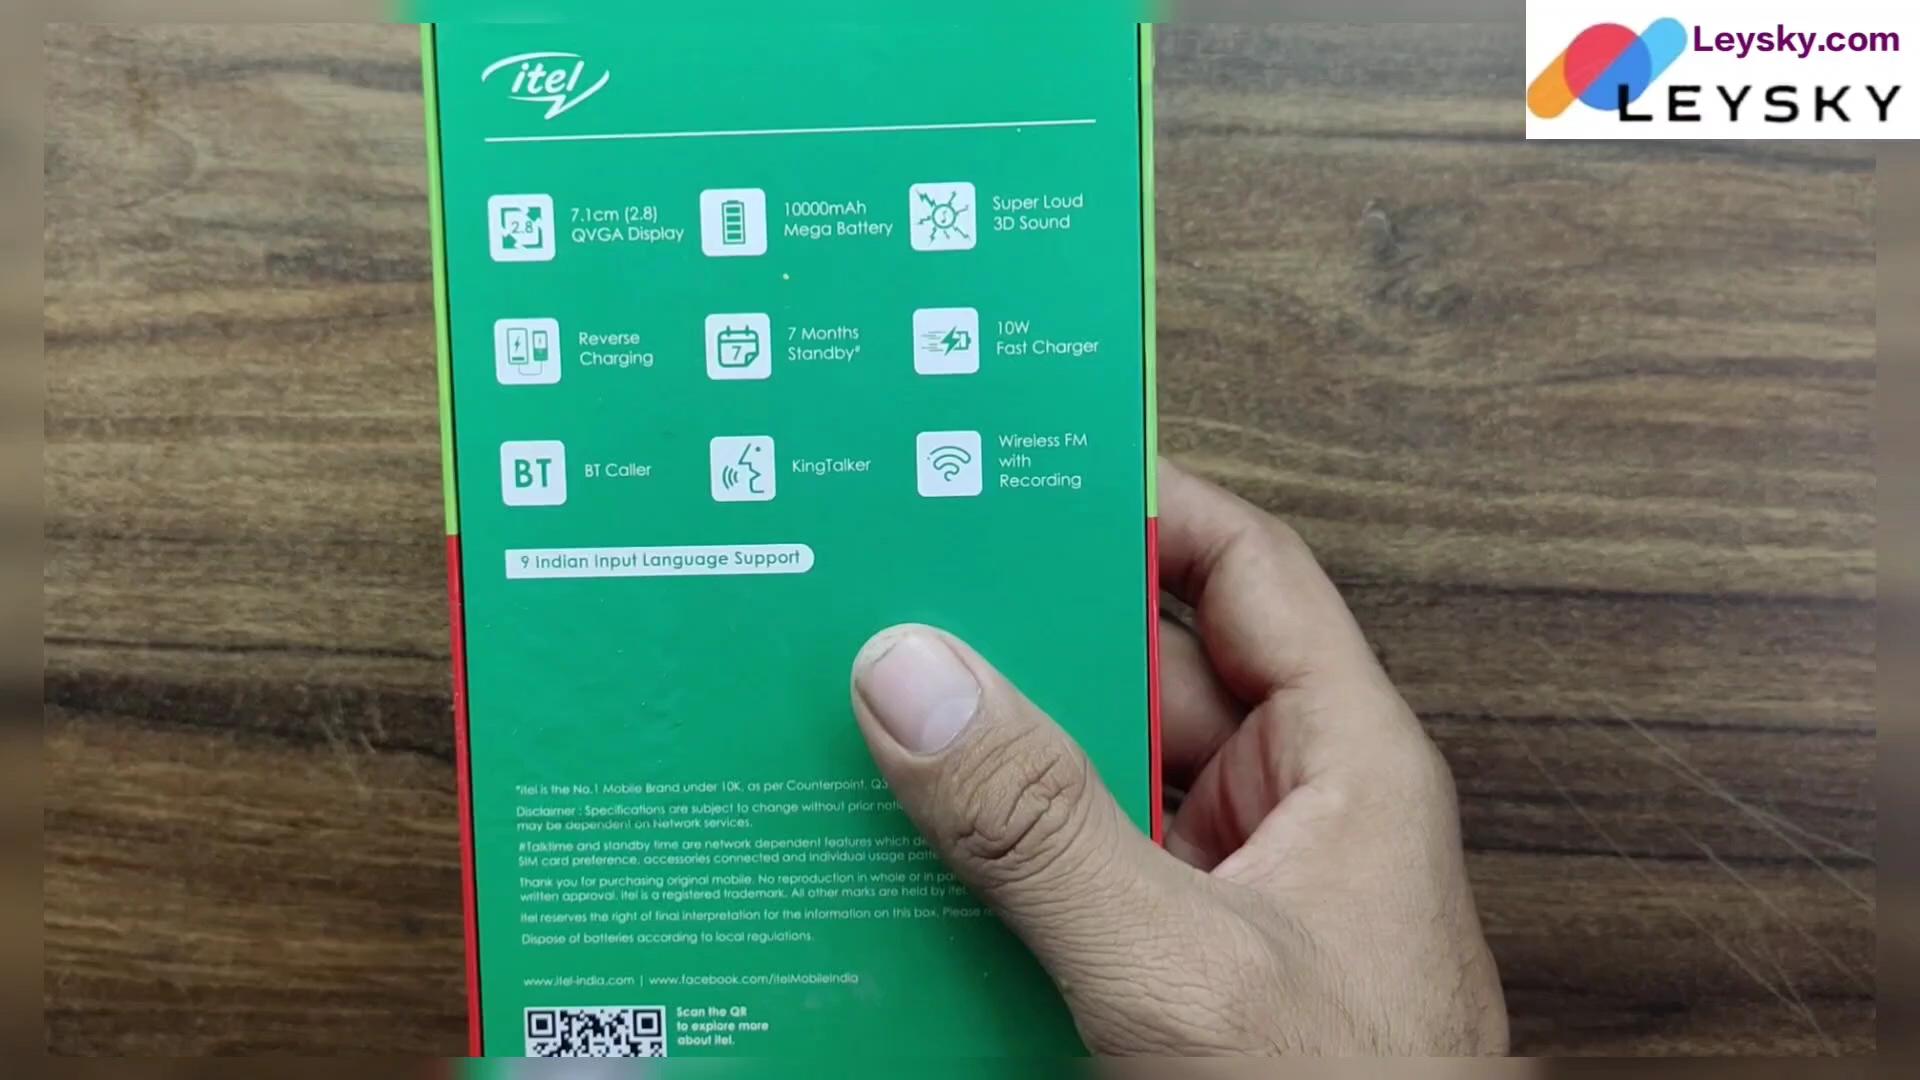 Leysky.com
LEYSKY
itel
2.8
7.1cm (2.8)
QVGA Display
10000mAh
Mega Battery
Super Loud
3D Sound
Reverse
Charging
7
7 Months
Standby#
10W
Fast Charger
BT
BT Caller
KingTalker
Wireless FM
with
Recording
9 Indian Input Language Support
*itel is the No.1 Mobile Brand under 10K, as per Counterpoint, Q3
Disclaimer : Specifications are subject to change without prior
may be dependent on Network services.
#Talktime and standby time are network dependent features which
SIM card preference, accessories connected and individual usage
Thank you for purchasing original mobile. No reproduction in whole or in
written approval. itel is a registered trademark. All other marks are held by itel.
itel reserves the right of final interpretation for the information on this box. Please
Dispose of batteries according to local regulations.
www.itel-india.com | www.facebook.com/itelMobileIndia
Scan the QR
to explore more
about itel.